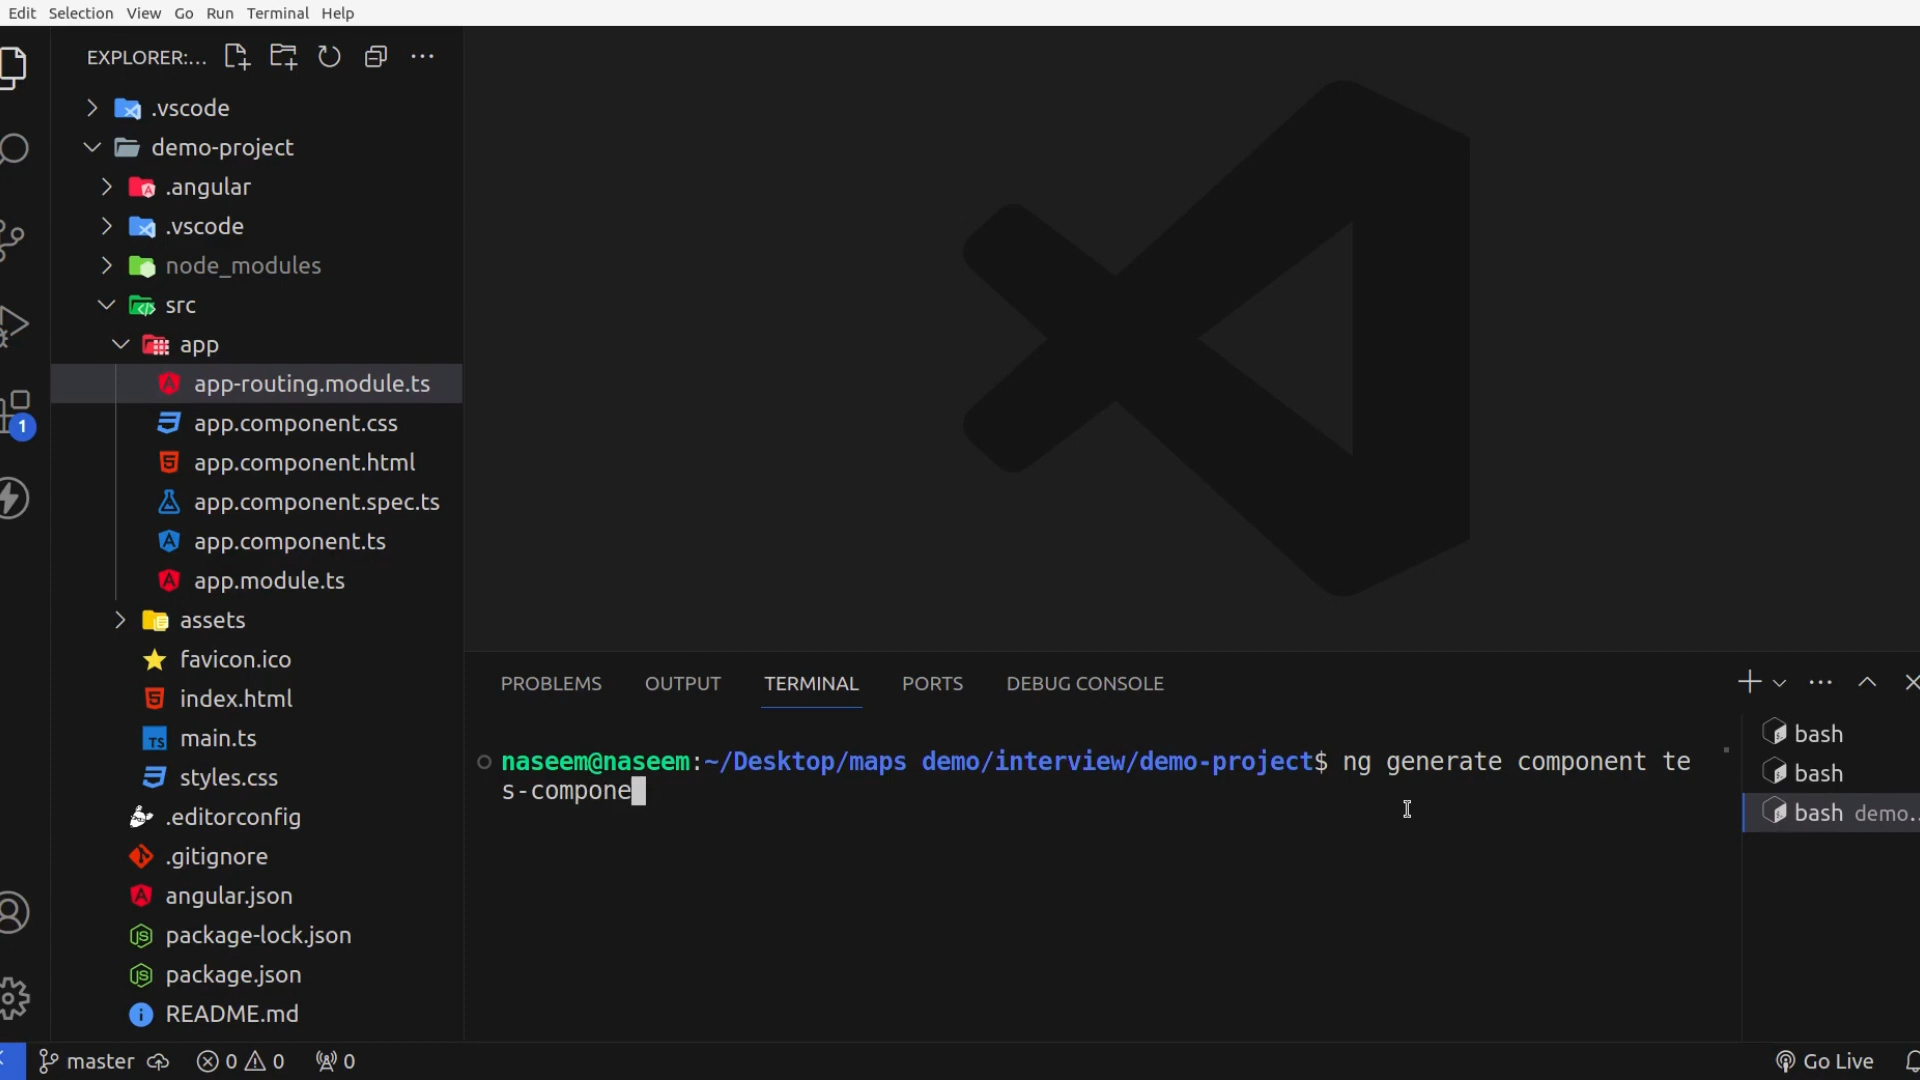 Edit Selection View Go Run Terminal Help
EXPLORER:...
.vscode
demo-project
.angular
.vscode
node_modules
src
app
app-routing.module.ts
app.component.css
app.component.html
app.component.spec.ts
app.component.ts
app.module.ts
assets
favicon.ico
index.html
main.ts
styles.css
.editorconfig
.gitignore
angular.json
package-lock.json
package.json
README.md
1
PROBLEMS OUTPUT TERMINAL PORTS DEBUG CONSOLE
naseem@naseem:~/Desktop/maps demo/interview/demo-project$ ng generate component te
s-compone
bash
bash
bash demo...
master 0 0 0 Go Live